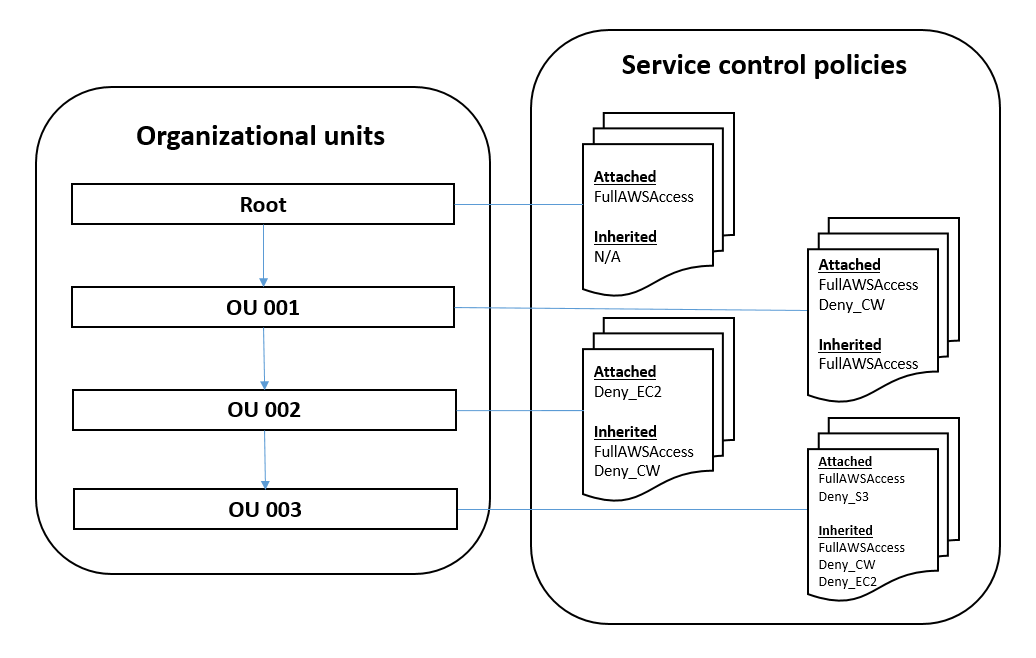 Organizational units
Root
OU 001
OU 002
OU 003
Service control policies
Attached
FullAWSAccess
Inherited
N/A
Attached
FullAWSAccess
Deny_CW
Inherited
FullAWSAccess
Attached
Deny_EC2
Inherited
FullAWSAccess
Deny_CW
Attached
FullAWSAccess
Deny_S3
Inherited
FullAWSAccess
Deny_CW
Deny_EC2